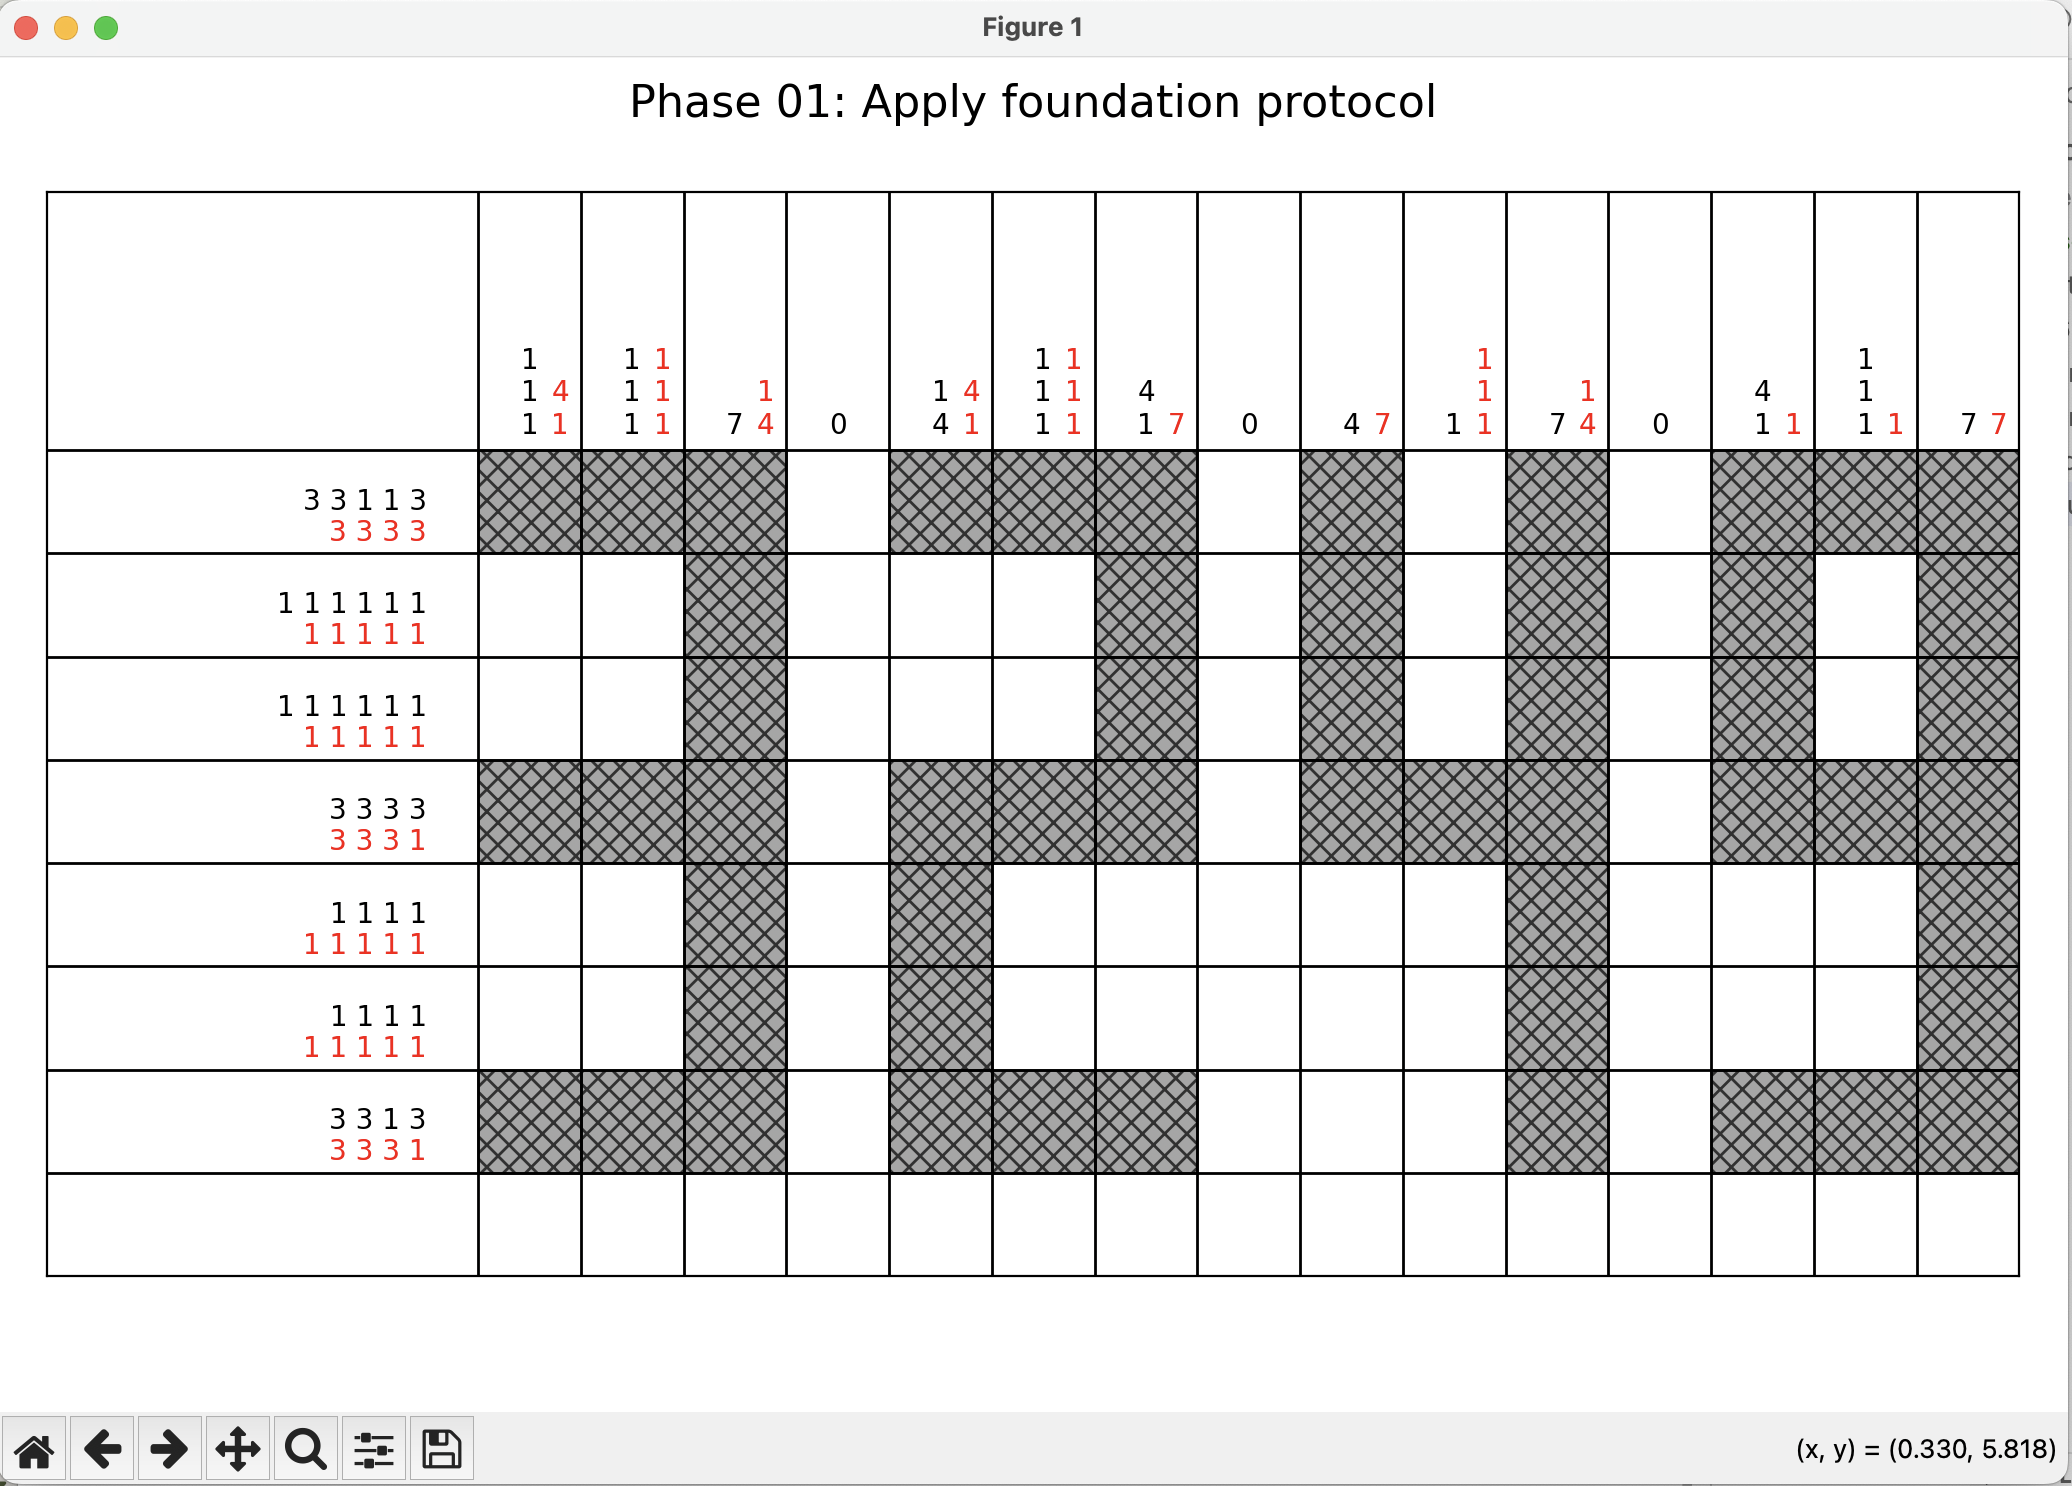 Figure 1
Phase 01: Apply foundation protocol
1 1 1 1 1 1 1
1 4 1 1 1 1 4 1 1 4 1 1 4 1
1 1 1 1 7 4 0 4 1 1 1 1 7 0 4 7 1 1 7 4 0 1 1 1 1 7 7
3 3 1 1 3
3 3 3 3
1 1 1 1 1 1
1 1 1 1 1
1 1 1 1 1 1
1 1 1 1 1
3 3 3 3
3 3 3 1
1 1 1 1
1 1 1 1 1
1 1 1 1
1 1 1 1 1
3 3 1 3
3 3 3 1
(x, y) = (0.330, 5.818)